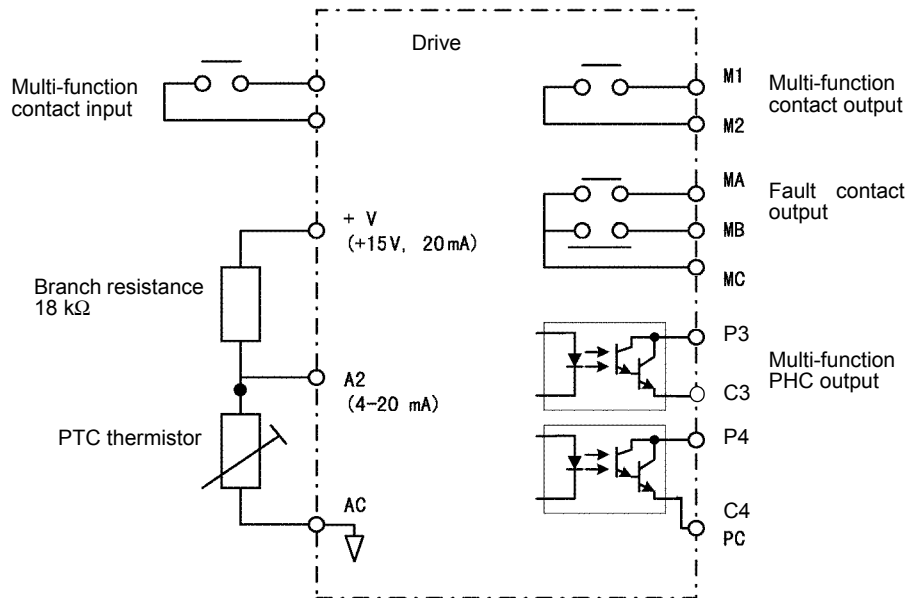 Drive
Multi-function
contact input
M1
M2
Multi-function
contact output
MA
MB
MC
Fault contact
output
+ V
(+15V, 20mA)
Branch resistance
18 kΩ
A2
(4-20 mA)
PTC thermistor
AC
P3
C3
Multi-function
PHC output
P4
C4
PC